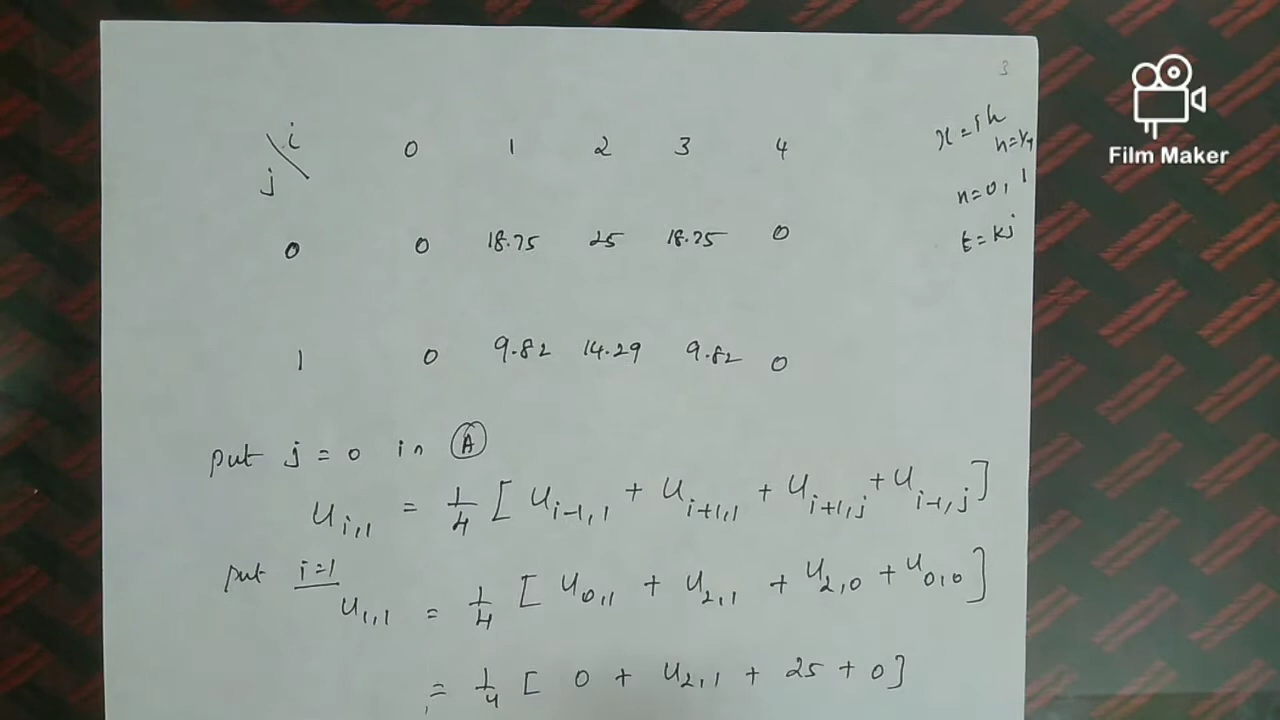 3
i 0 1 2 3 4
j
x = ih
h = 1/4
n = 0, 1
t = kj
0 0 18.75 25 18.75 0
1 0 9.82 14.29 9.82 0
put j = 0 in (A)
u_{i,1} = 1/4 [ u_{i-1,1} + u_{i+1,1} + u_{i+1,j} + u_{i-1,j} ]
put i=1
u_{1,1} = 1/4 [ u_{0,1} + u_{2,1} + u_{2,0} + u_{0,0} ]
= 1/4 [ 0 + u_{2,1} + 25 + 0 ]
Film Maker